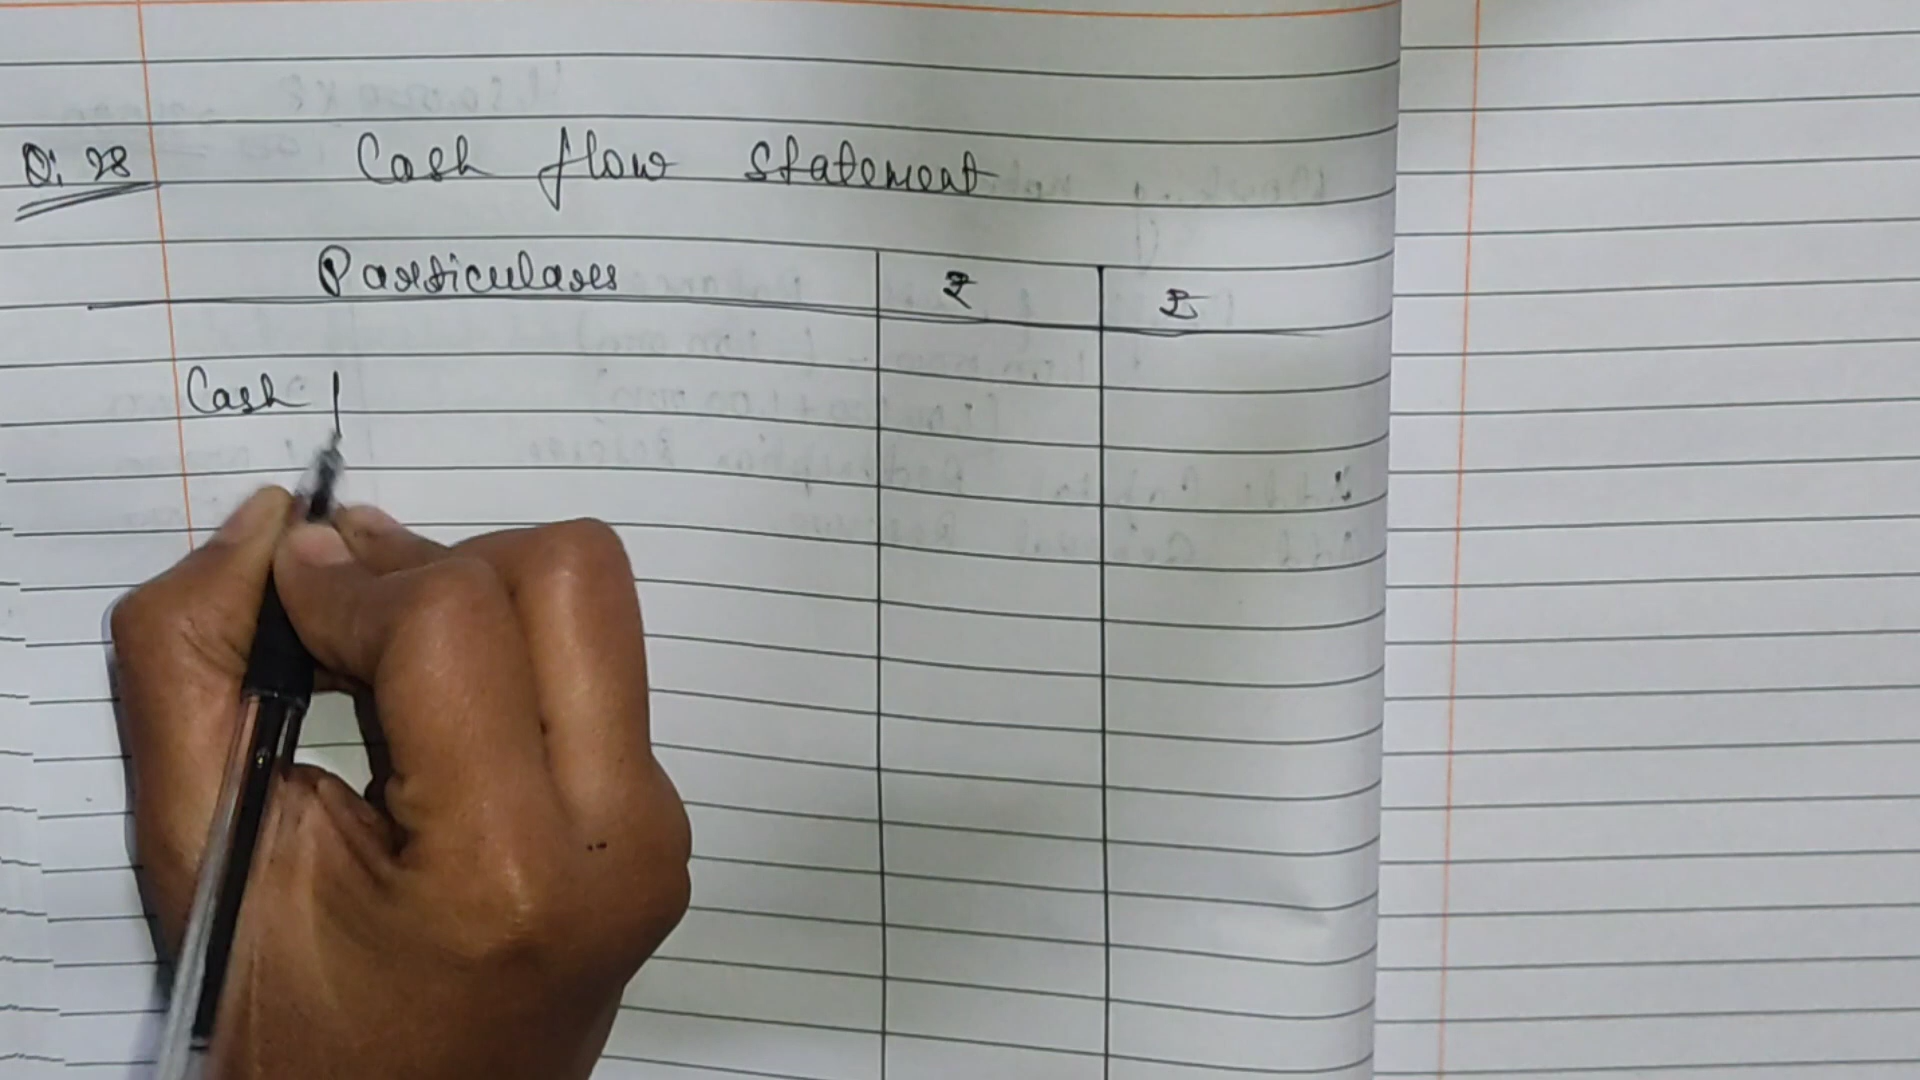 Q. 28 Cash flow statement
Particulars ₹ ₹
Cash